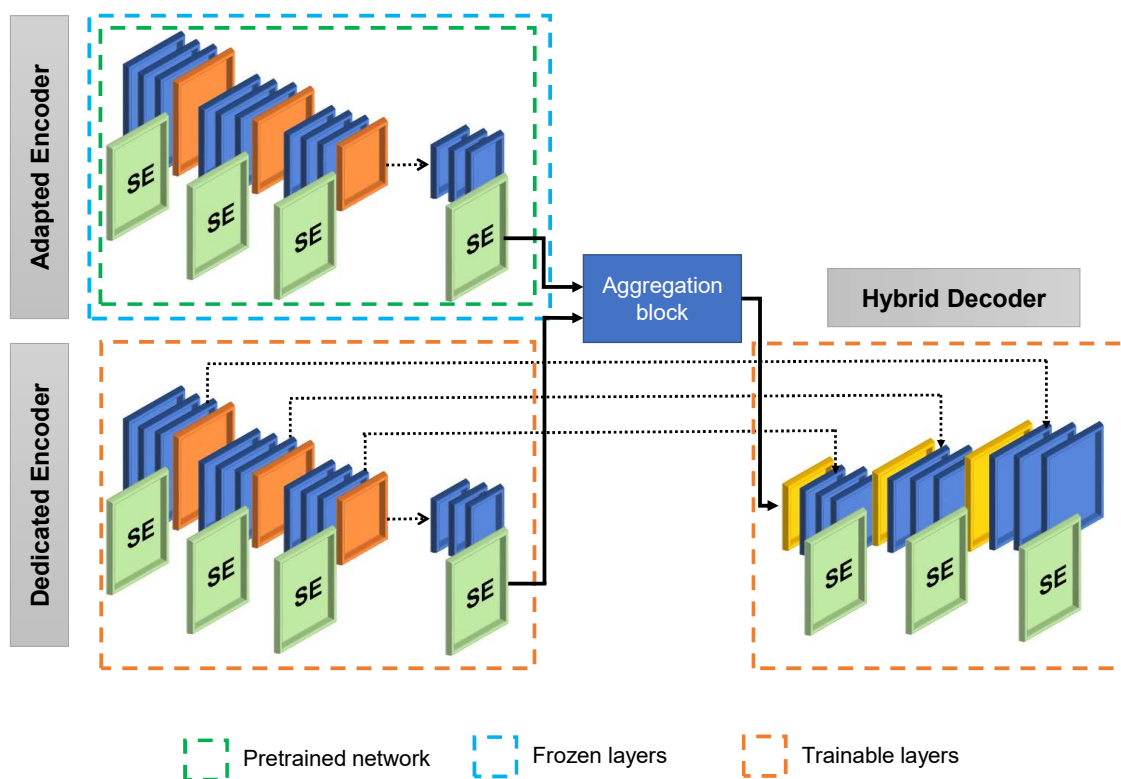 Adapted Encoder
SE
SE
SE
SE
Aggregation
block
Hybrid Decoder
Dedicated Encoder
SE
SE
SE
SE
SE
SE
SE
Pretrained network
Frozen layers
Trainable layers